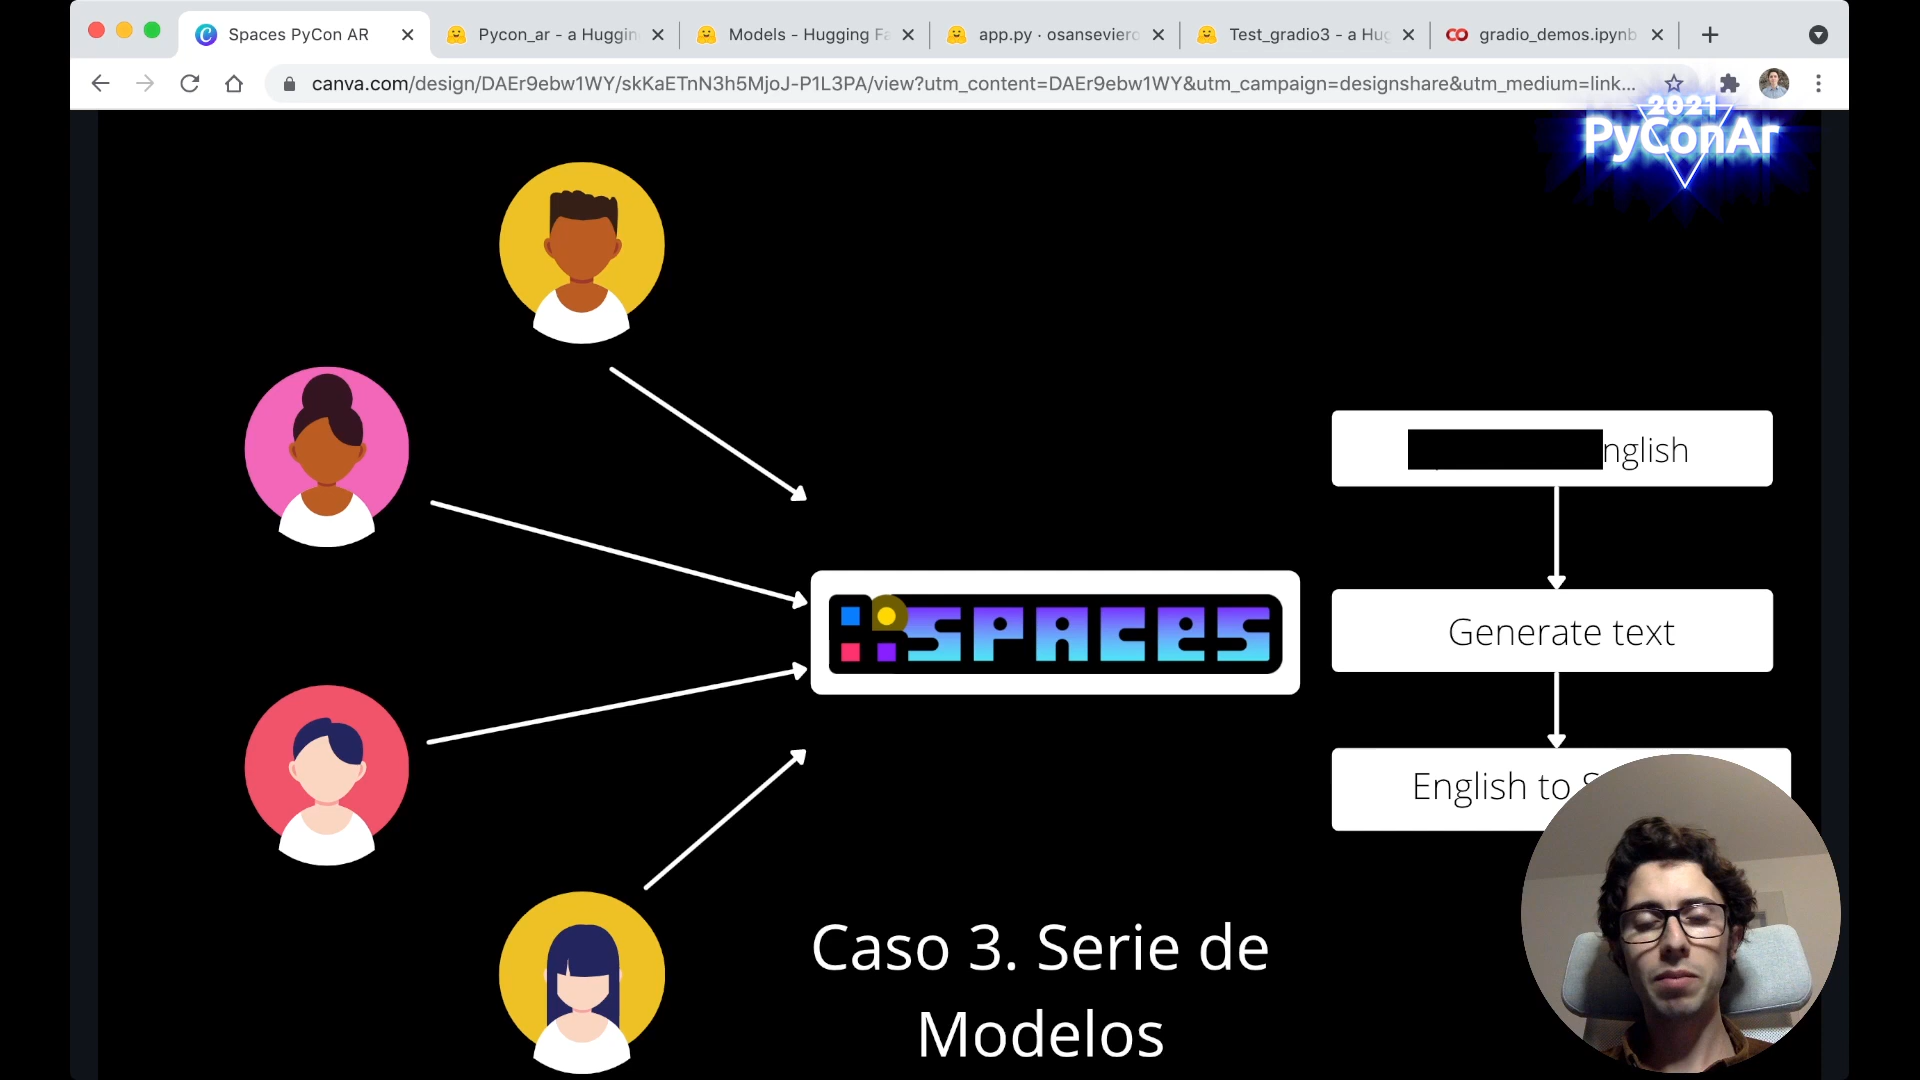 Spaces PyCon AR
Pycon_ar - a Huggin
Models - Hugging Fa
app.py · osanseviero
Test_gradio3 - a Hug
gradio_demos.ipynb
canva.com/design/DAEr9ebw1WY/skKaETnN3h5MjoJ-P1L3PA/view?utm_content=DAEr9ebw1WY&utm_campaign=designshare&utm_medium=link...
2021
PyConAr
nglish
SPACES
Generate text
English to S
Caso 3. Serie de
Modelos